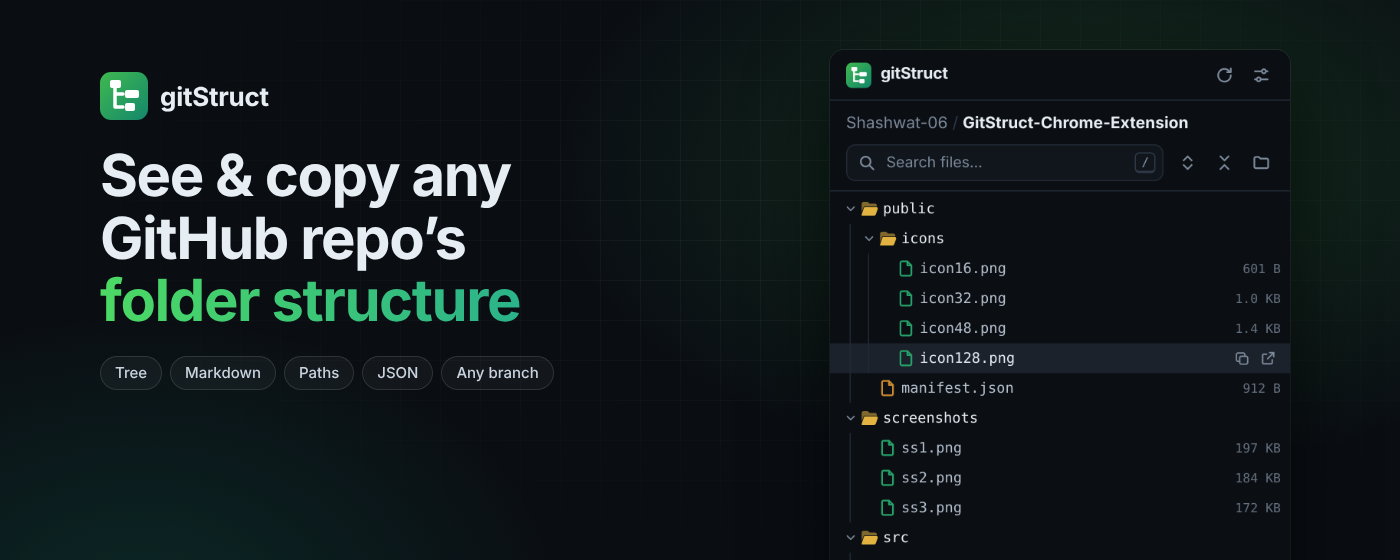 gitStruct
See & copy any
GitHub repo’s
folder structure
Tree Markdown Paths JSON Any branch
gitStruct
Shashwat-06 / GitStruct-Chrome-Extension
Search files... /
public
icons
icon16.png 601 B
icon32.png 1.0 KB
icon48.png 1.4 KB
icon128.png
manifest.json 912 B
screenshots
ss1.png 197 KB
ss2.png 184 KB
ss3.png 172 KB
src